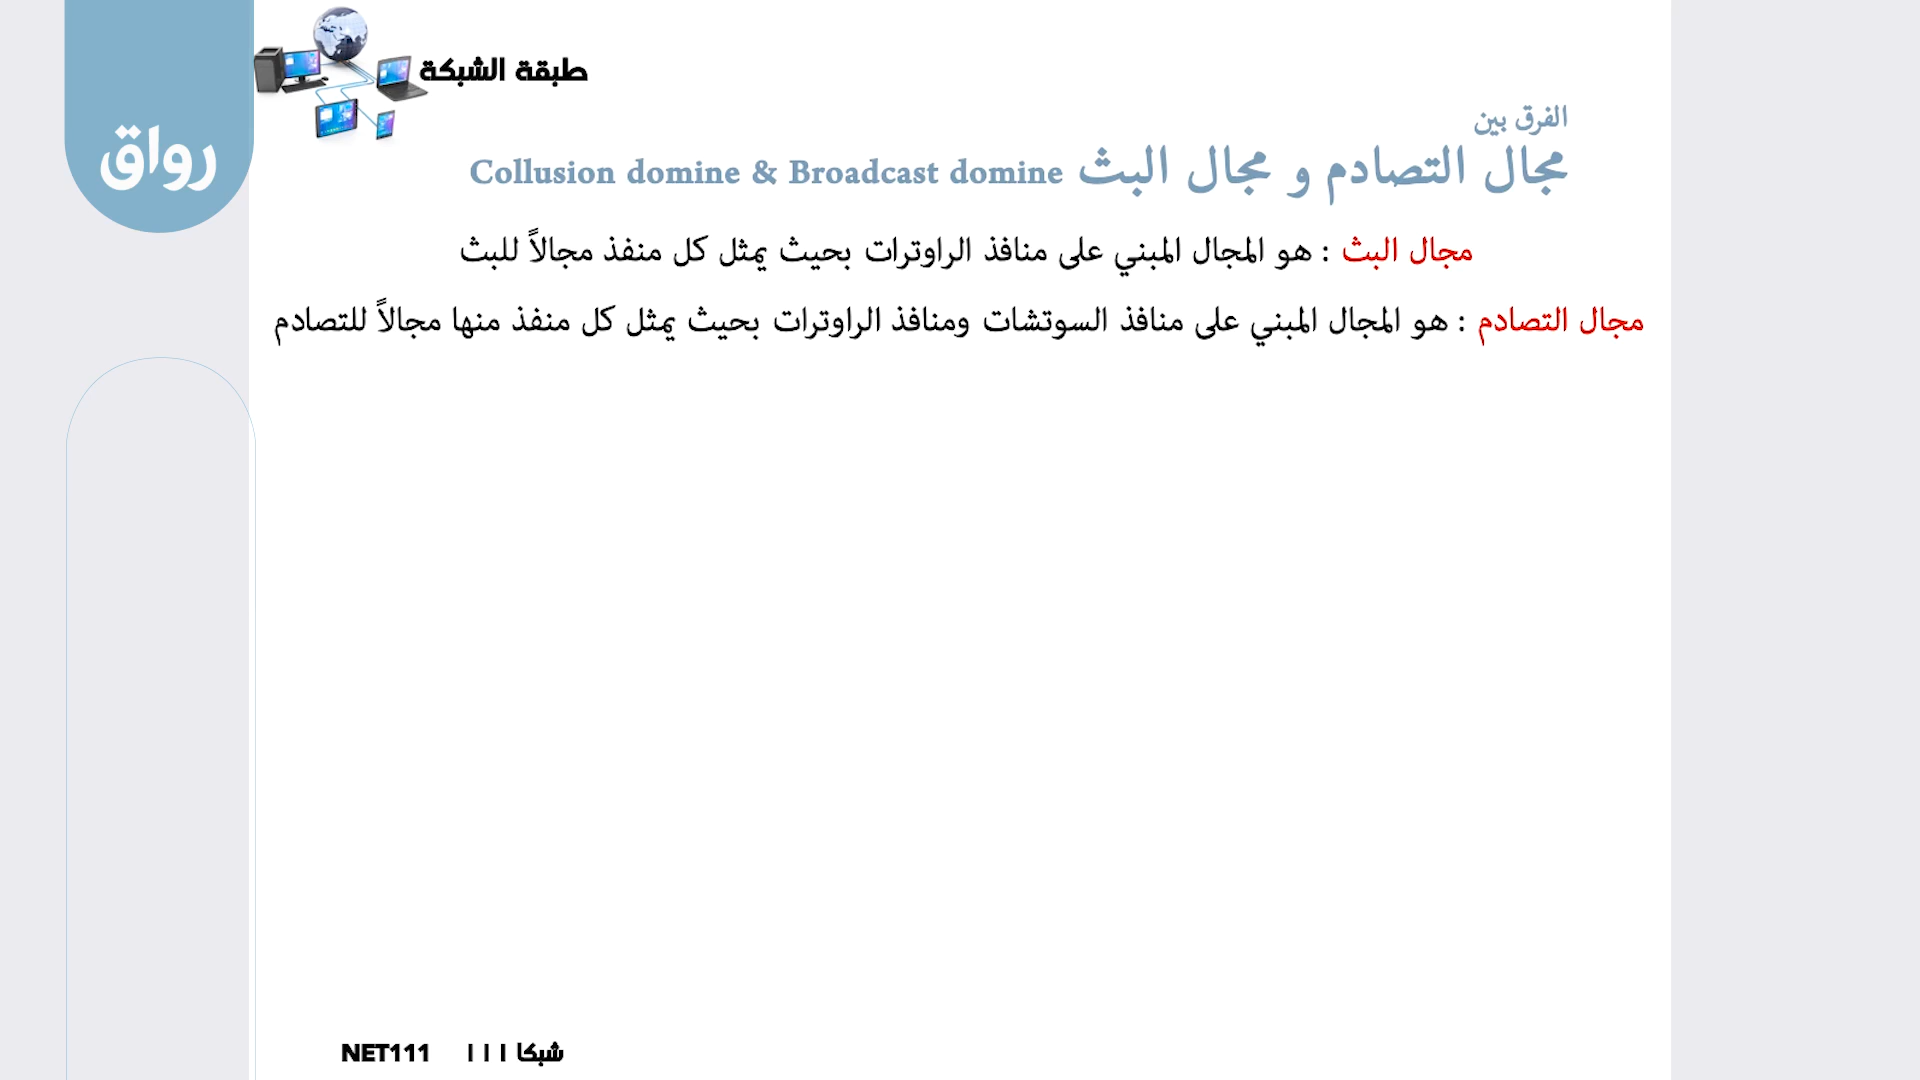 رواق
طبقة الشبكة
الفرق بين
مجال التصادم و مجال البث Collusion domine & Broadcast domine
مجال البث : هو المجال المبني على منافذ الراوترات بحيث يمثل كل منفذ مجالاً للبث
مجال التصادم : هو المجال المبني على منافذ السوتشات ومنافذ الراوترات بحيث يمثل كل منفذ منها مجالاً للتصادم
شبكا ١١١ NET111